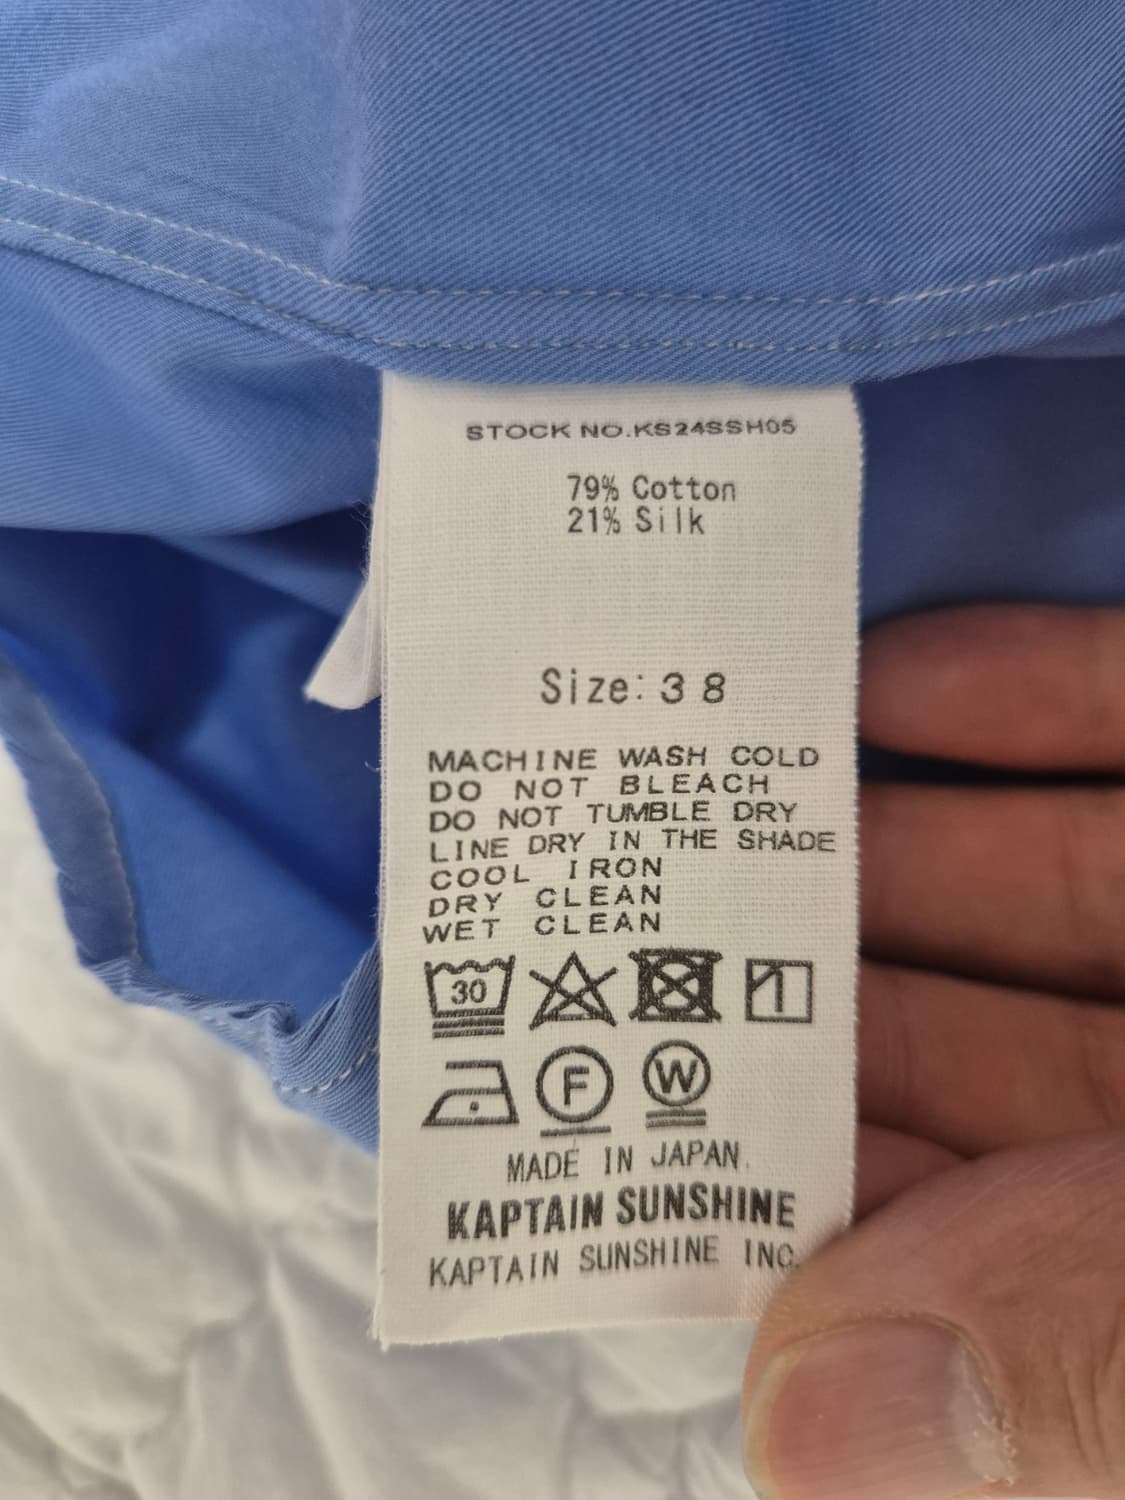 STOCK NO.KS24SSH05
79% Cotton
21% Silk
Size: 38
MACHINE WASH COLD
DO NOT BLEACH
DO NOT TUMBLE DRY
LINE DRY IN THE SHADE
COOL IRON
DRY CLEAN
WET CLEAN
30
F W
MADE IN JAPAN.
KAPTAIN SUNSHINE
KAPTAIN SUNSHINE INC.